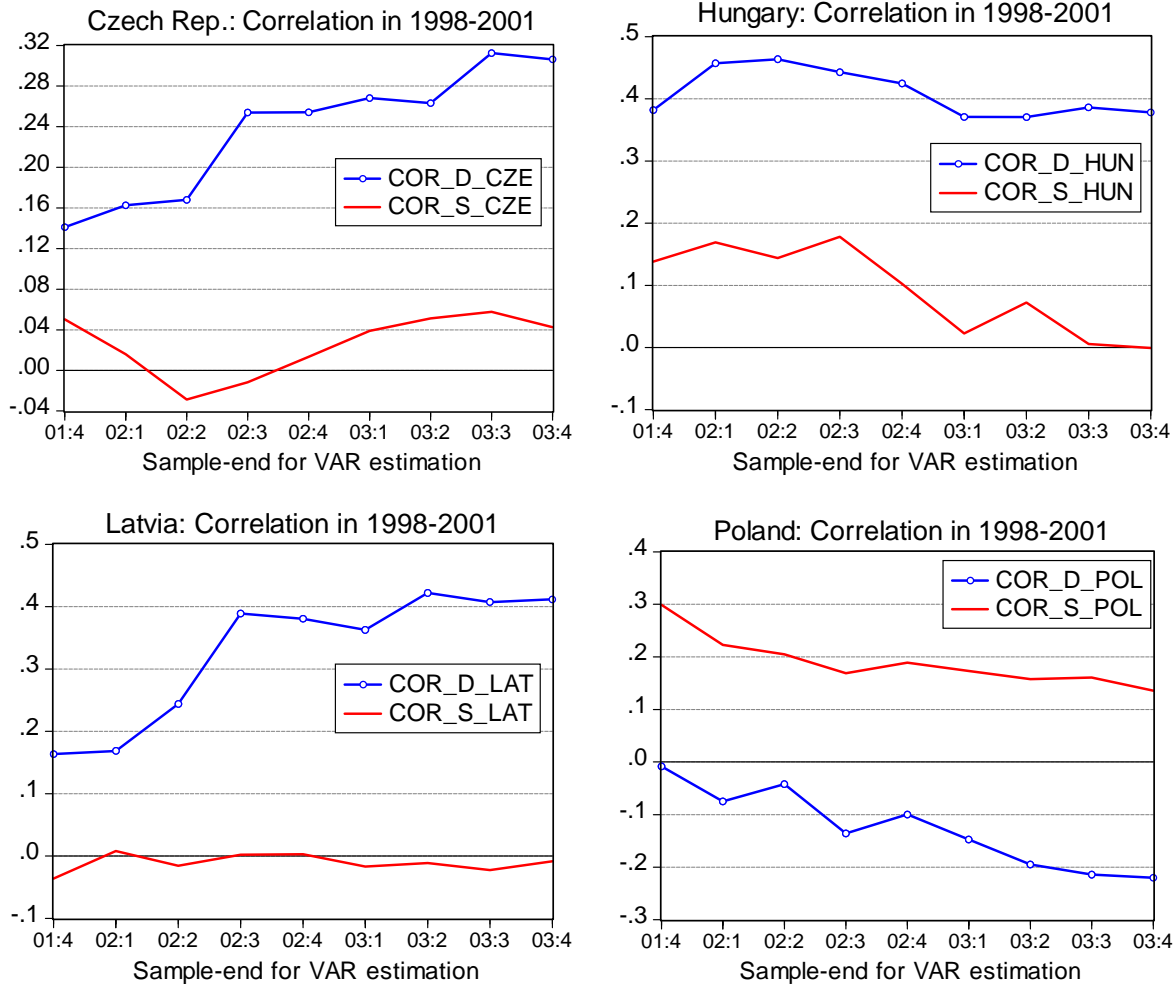 Czech Rep.: Correlation in 1998-2001
.32
.28
.24
.20
.16
.12
.08
.04
.00
-.04
COR_D_CZE
COR_S_CZE
01:4 02:1 02:2 02:3 02:4 03:1 03:2 03:3 03:4
Sample-end for VAR estimation
Hungary: Correlation in 1998-2001
.5
.4
.3
.2
.1
.0
-.1
COR_D_HUN
COR_S_HUN
01:4 02:1 02:2 02:3 02:4 03:1 03:2 03:3 03:4
Sample-end for VAR estimation
Latvia: Correlation in 1998-2001
.5
.4
.3
.2
.1
.0
-.1
COR_D_LAT
COR_S_LAT
01:4 02:1 02:2 02:3 02:4 03:1 03:2 03:3 03:4
Sample-end for VAR estimation
Poland: Correlation in 1998-2001
.4
.3
.2
.1
.0
-.1
-.2
-.3
COR_D_POL
COR_S_POL
01:4 02:1 02:2 02:3 02:4 03:1 03:2 03:3 03:4
Sample-end for VAR estimation